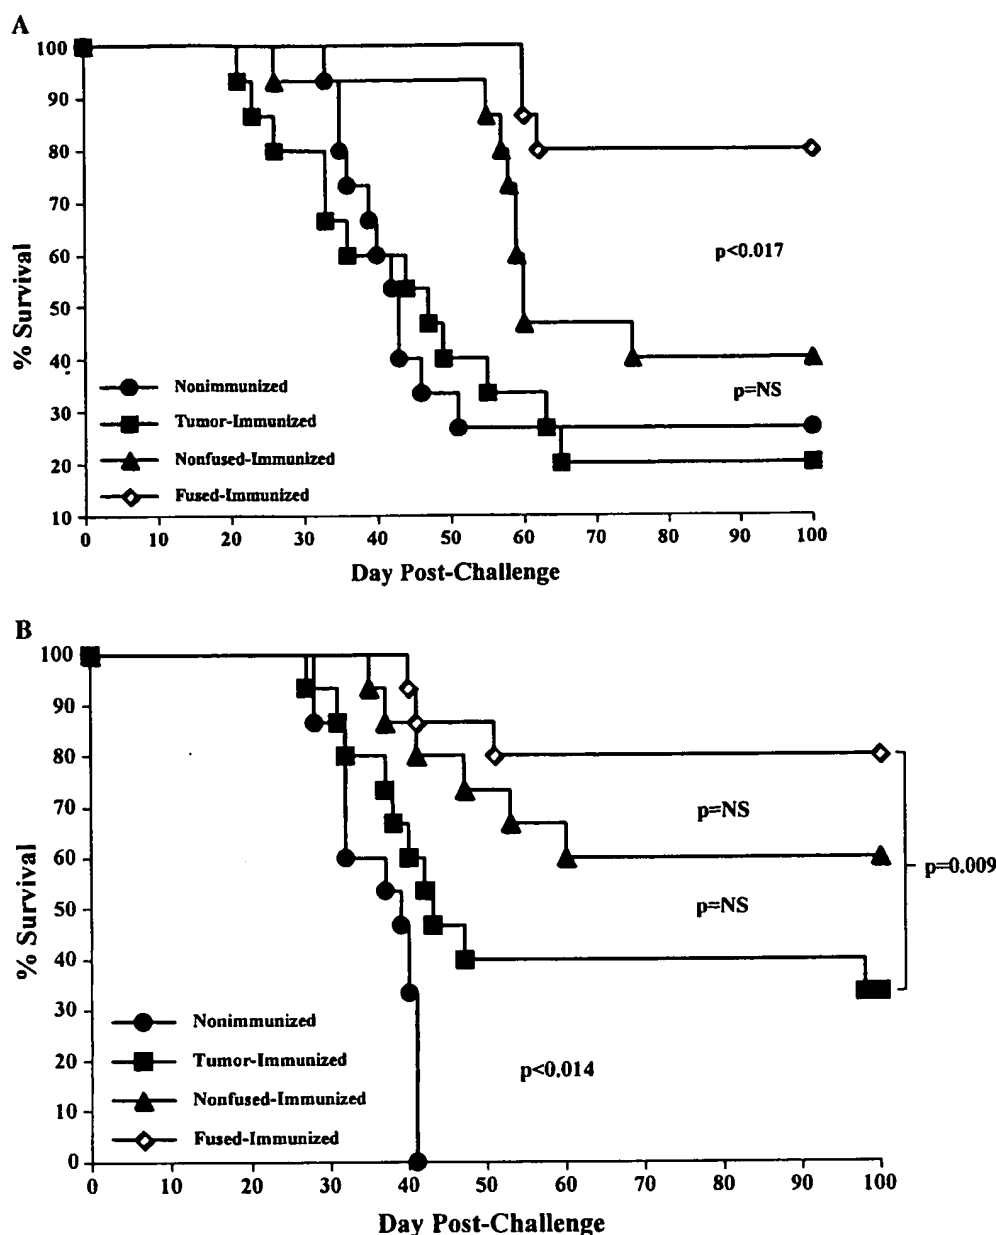 A
100
90
80
70
60
50
40
30
20
10
% Survival
p<0.017
p=NS
Nonimmunized
Tumor-Immunized
Nonfused-Immunized
Fused-Immunized
0 10 20 30 40 50 60 70 80 90 100
Day Post-Challenge
B
100
90
80
70
60
50
40
30
20
10
0
% Survival
p=NS
p=0.009
p=NS
Nonimmunized
Tumor-Immunized
Nonfused-Immunized
Fused-Immunized
p<0.014
0 10 20 30 40 50 60 70 80 90 100
Day Post-Challenge